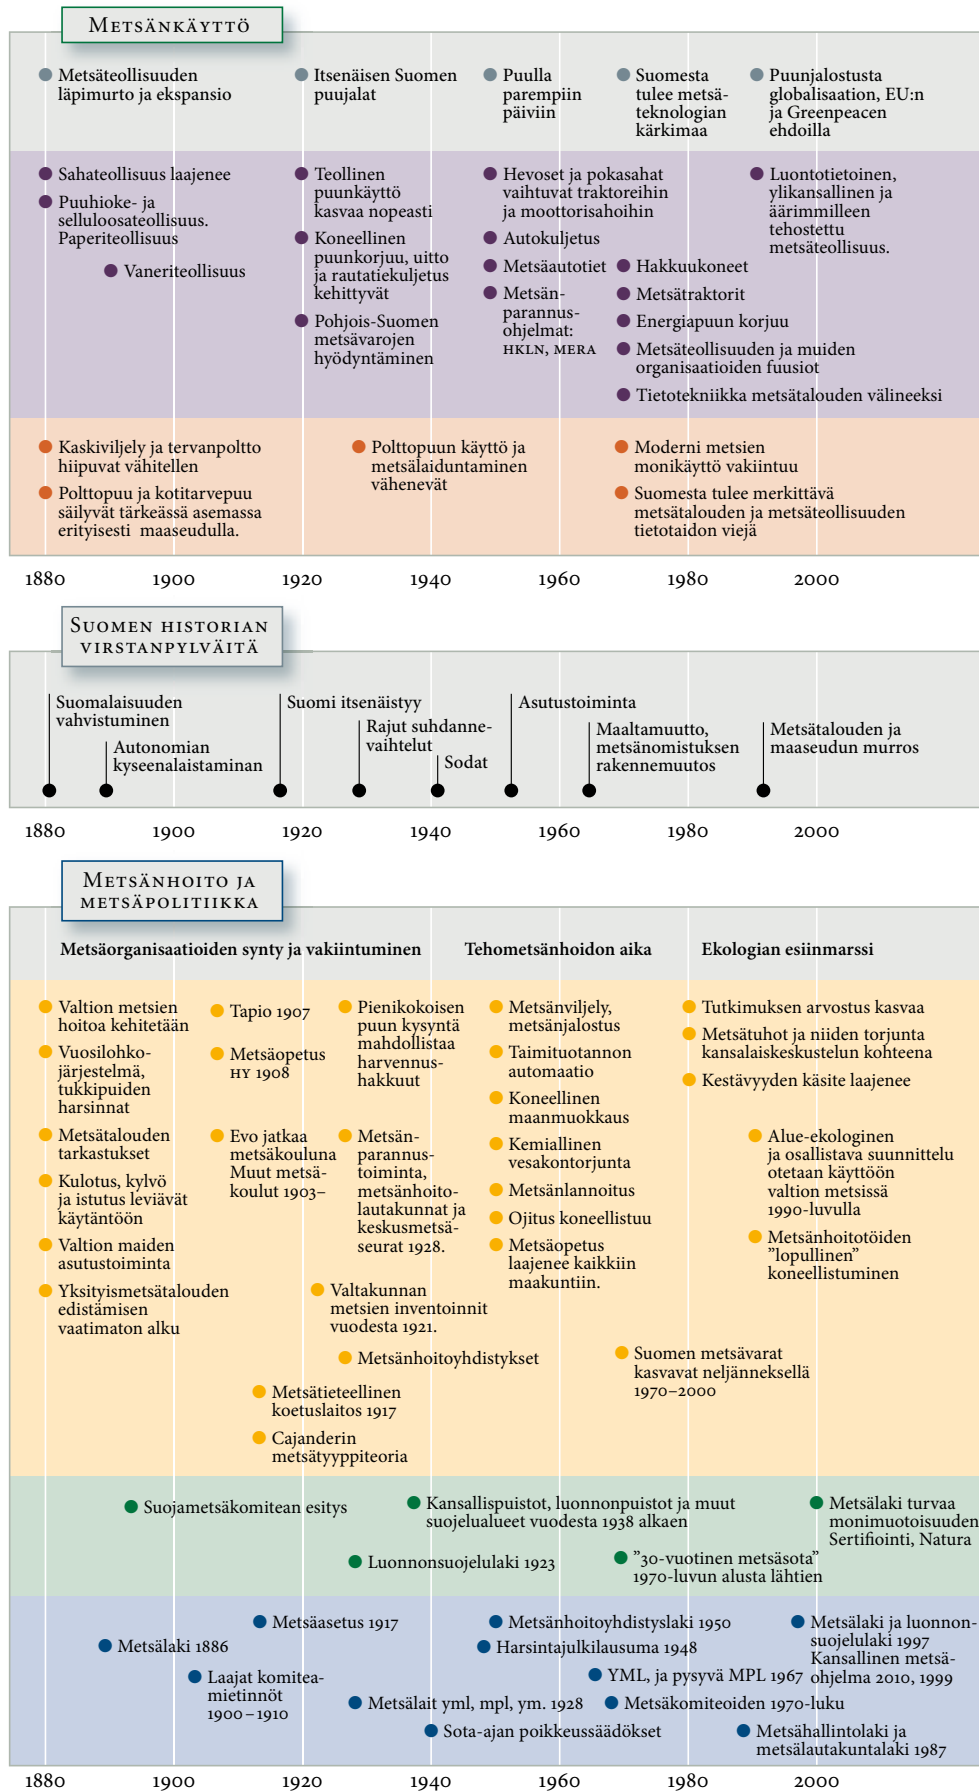 Metsänkäyttö
Metsäteollisuuden
läpimurto ja ekspansio
Itsenäisen Suomen
puujalat
Puulla
parempiin
päiviin
Suomesta
tulee metsä-
teknologian
kärkimaa
Puunjalostusta
globalisaation, EU:n
ja Greenpeacen
ehdoilla
Sahateollisuus laajenee
Puuhioke- ja
selluloosateollisuus.
Paperiteollisuus
Vaneriteollisuus
Teollinen
puunkäyttö
kasvaa nopeasti
Koneellinen
puunkorjuu, uitto
ja rautatiekuljetus
kehittyvät
Pohjois-Suomen
metsävarojen
hyödyntäminen
Hevoset ja pokasahat
vaihtuvat traktoreihin
ja moottorisahoihin
Autokuljetus
Metsäautotiet
Metsän-
parannus-
ohjelmat:
HKLN, MERA
Hakkuukoneet
Metsätraktorit
Energiapuun korjuu
Metsäteollisuuden ja muiden
organisaatioiden fuusiot
Tietotekniikka metsätalouden välineeksi
Luontotietoinen,
ylikansallinen ja
äärimmilleen
tehostettu
metsäteollisuus.
Kaskiviljely ja tervanpoltto
hiipuvat vähitellen
Polttopuu ja kotitarvepuu
säilyvät tärkeässä asemassa
erityisesti maaseudulla.
Polttopuun käyttö ja
metsälaiduntaminen
vähenevät
Moderni metsien
monikäyttö vakiintuu
Suomesta tulee merkittävä
metsätalouden ja metsäteollisuuden
tietotaidon viejä
1880 1900 1920 1940 1960 1980 2000
Suomen historian
virstanpylväitä
Suomalaisuuden
vahvistuminen
Autonomian
kyseenalaistaminan
Suomi itsenäistyy
Rajut suhdanne-
vaihtelut
Sodat
Asutustoiminta
Maaltamuutto,
metsänomistuksen
rakennemuutos
Metsätalouden ja
maaseudun murros
1880 1900 1920 1940 1960 1980 2000
Metsänhoito ja
metsäpolitiikka
Metsäorganisaatioiden synty ja vakiintuminen
Tehometsänhoidon aika
Ekologian esiinmarssi
Valtion metsien
hoitoa kehitetään
Vuosilohko-
järjestelmä,
tukkipuiden
harsinnat
Metsätalouden
tarkastukset
Kulotus, kylvö
ja istutus leviävät
käytäntöön
Valtion maiden
asutustoiminta
Yksityismetsätalouden
edistämisen
vaatimaton alku
Tapio 1907
Metsäopetus
HY 1908
Evo jatkaa
metsäkouluna
Muut metsä-
koulut 1903–
Pienikokoisen
puun kysyntä
mahdollistaa
harvennus-
hakkuut
Metsän-
parannus-
toiminta,
metsänhoito-
lautakunnat ja
keskusmetsä-
seurat 1928.
Valtakunnan
metsien inventoinnit
vuodesta 1921.
Metsänhoitoyhdistykset
Metsätieteellinen
koetuslaitos 1917
Cajanderin
metsätyyppiteoria
Metsänviljely,
metsänjalostus
Taimituotannon
automaatio
Koneellinen
maanmuokkaus
Kemiallinen
vesakontorjunta
Metsänlannoitus
Ojitus koneellistuu
Metsäopetus
laajenee kaikkiin
maakuntiin.
Suomen metsävarat
kasvavat neljänneksellä
1970–2000
Tutkimuksen arvostus kasvaa
Metsätuhot ja niiden torjunta
kansalaiskeskustelun kohteena
Kestävyyden käsite laajenee
Alue-ekologinen
ja osallistava suunnittelu
otetaan käyttöön
valtion metsissä
1990-luvulla
Metsänhoitotöiden
"lopullinen"
koneellistuminen
Suojametsäkomitean esitys
Kansallispuistot, luonnonpuistot ja muut
suojelualueet vuodesta 1938 alkaen
Luonnonsuojelulaki 1923
"30-vuotinen metsäsota"
1970-luvun alusta lähtien
Metsälaki turvaa
monimuotoisuuden
Sertifiointi, Natura
Metsäasetus 1917
Metsälaki 1886
Laajat komitea-
mietinnöt
1900–1910
Metsälait yml, mpl, ym. 1928
Sota-ajan poikkeussäädökset
Metsänhoitoyhdistyslaki 1950
Harsintajulkilausuma 1948
YML, ja pysyvä MPL 1967
Metsäkomiteoiden 1970-luku
Metsälaki ja luonnon-
suojelulaki 1997
Kansallinen metsä-
ohjelma 2010, 1999
Metsähallintolaki ja
metsälautakuntalaki 1987
1880 1900 1920 1940 1960 1980 2000